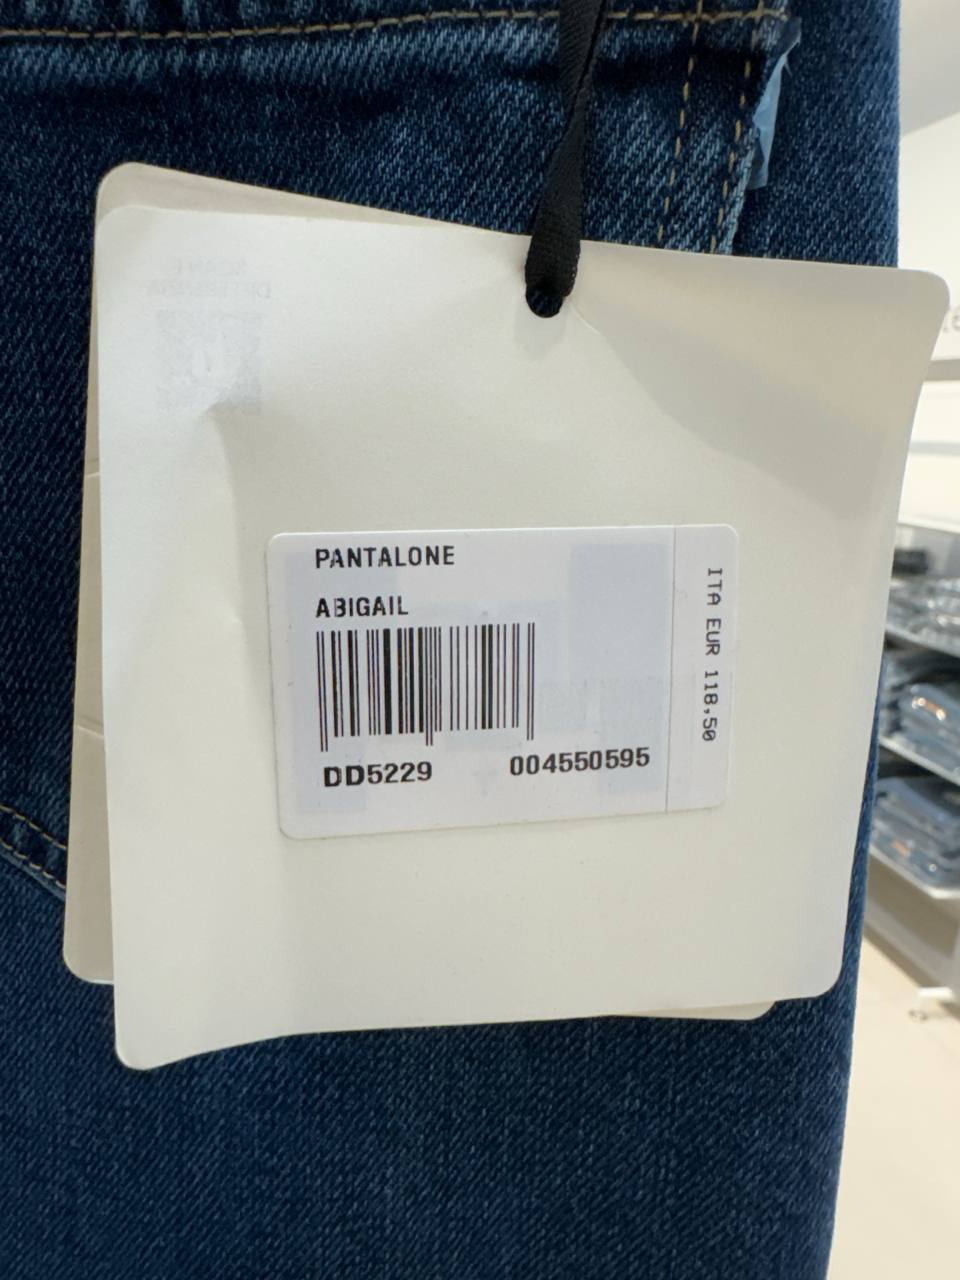 PANTALONE
ABIGAIL
DD5229 004550595
ITA EUR 118,50